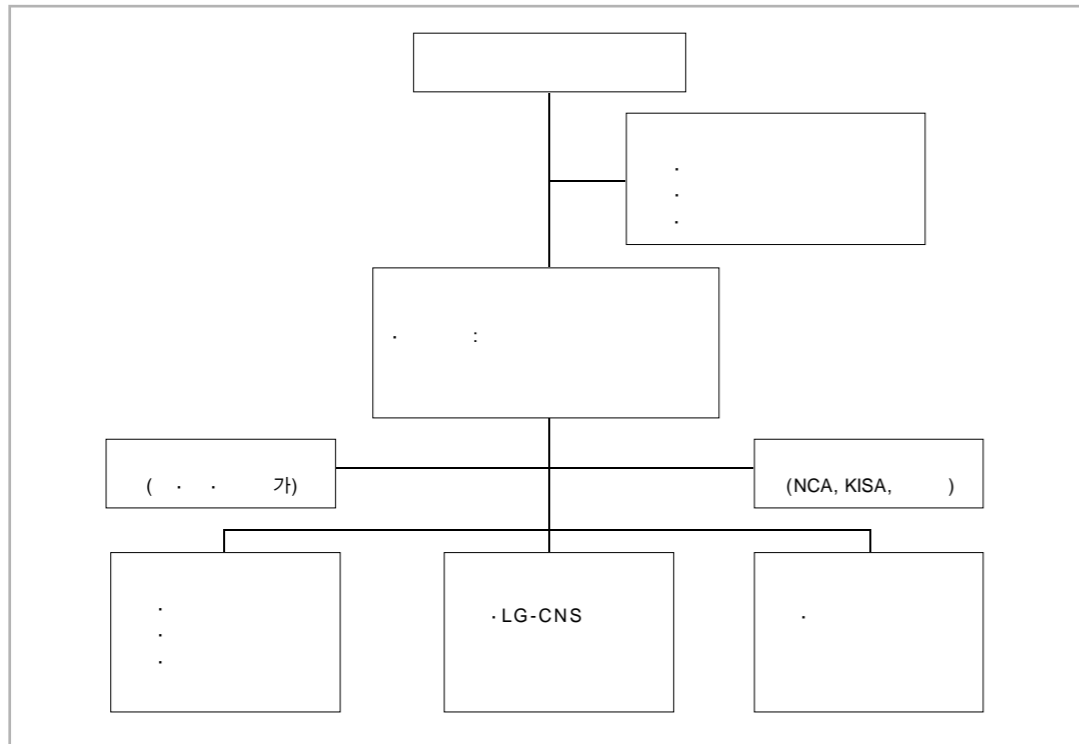 ·
·
·
· :
( · · 가)
(NCA, KISA, )
·
·
·
·LG-CNS
·